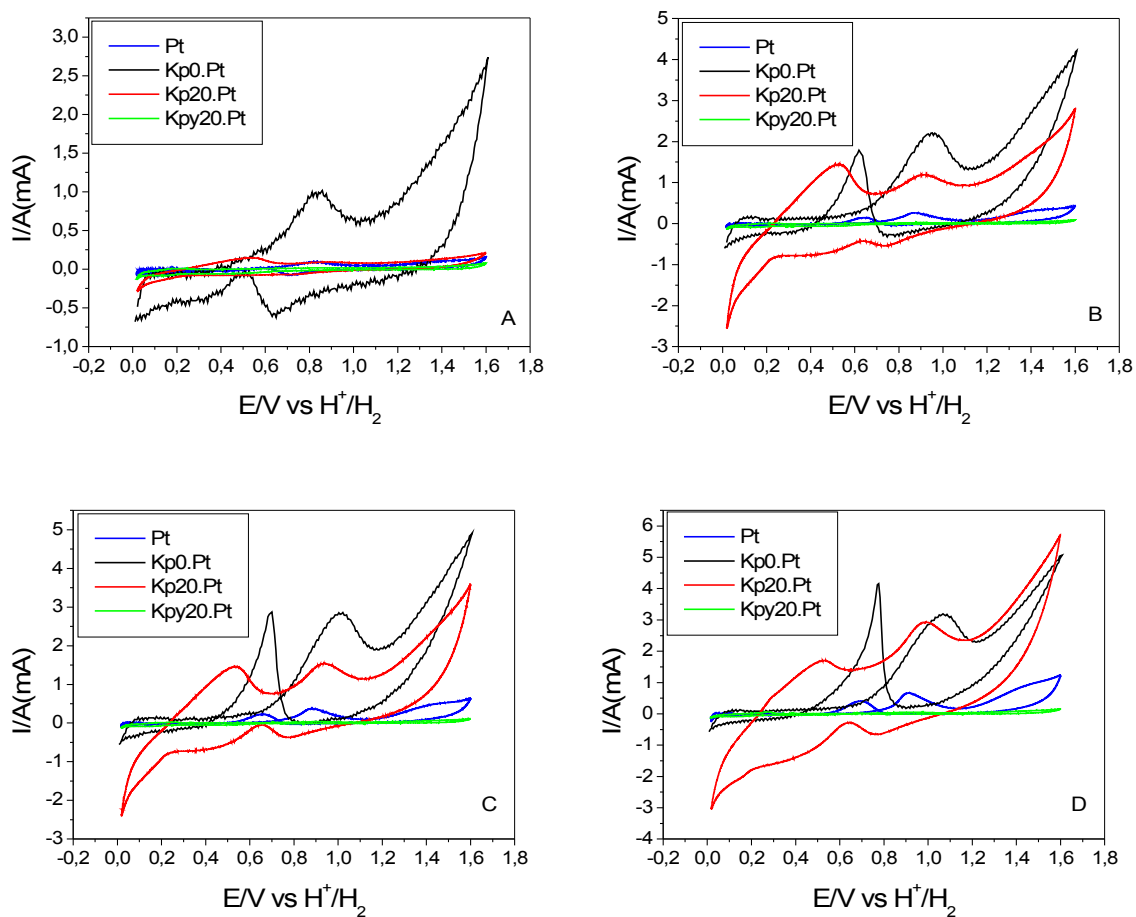 3,0
2,5
2,0
1,5
1,0
0,5
0,0
-0,5
-1,0
I/A(mA)
Pt
Kp0.Pt
Kp20.Pt
Kpy20.Pt
A
-0,2 0,0 0,2 0,4 0,6 0,8 1,0 1,2 1,4 1,6 1,8
E/V vs H⁺/H₂
5
4
3
2
1
0
-1
-2
-3
I/A(mA)
Pt
Kp0.Pt
Kp20.Pt
Kpy20.Pt
B
-0,2 0,0 0,2 0,4 0,6 0,8 1,0 1,2 1,4 1,6 1,8
E/V vs H⁺/H₂
5
4
3
2
1
0
-1
-2
-3
I/A(mA)
Pt
Kp0.Pt
Kp20.Pt
Kpy20.Pt
C
-0,2 0,0 0,2 0,4 0,6 0,8 1,0 1,2 1,4 1,6 1,8
E/V vs H⁺/H₂
6
5
4
3
2
1
0
-1
-2
-3
-4
I/A(mA)
Pt
Kp0.Pt
Kp20.Pt
Kpy20.Pt
D
-0,2 0,0 0,2 0,4 0,6 0,8 1,0 1,2 1,4 1,6 1,8
E/V vs H⁺/H₂